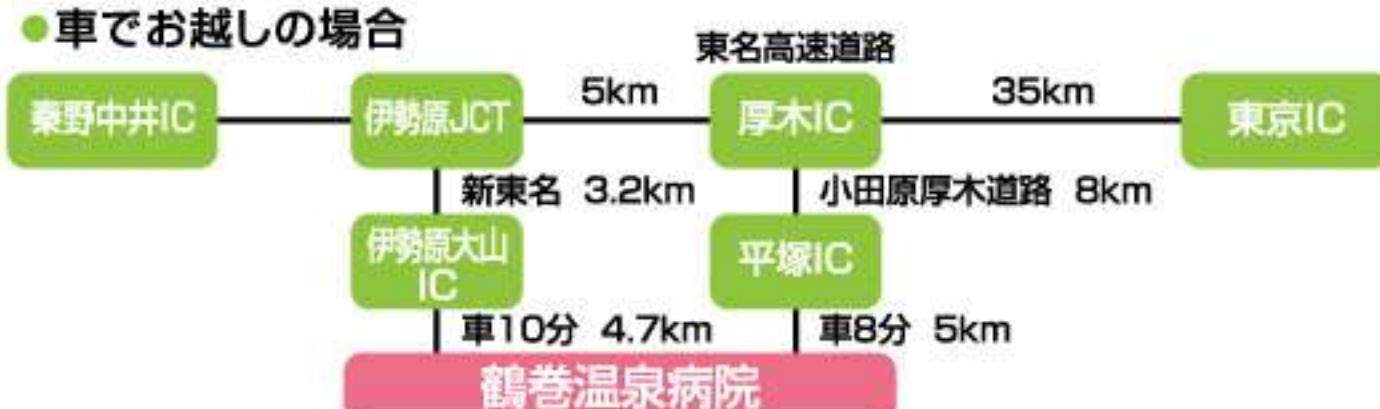 ●車でお越しの場合
東名高速道路
秦野中井IC
伊勢原JCT
5km
厚木IC
35km
東京IC
新東名 3.2km
小田原厚木道路 8km
伊勢原大山
IC
平塚IC
車10分 4.7km
車8分 5km
鶴巻温泉病院